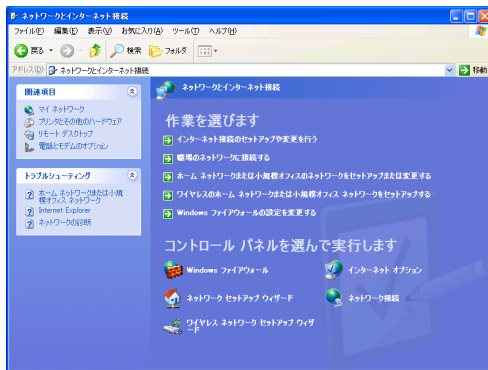 ネットワークとインターネット接続
ファイル(F) 編集(E) 表示(V) お気に入り(A) ツール(T) ヘルプ(H)
戻る 検索 フォルダ
アドレス(D) ネットワークとインターネット接続 移動
関連項目
マイ ネットワーク
プリンタとその他のハードウェア
リモート デスクトップ
電話とモデムのオプション
トラブルシューティング
ホーム ネットワークまたは小規
模オフィス ネットワーク
Internet Explorer
ネットワークの診断
ネットワークとインターネット接続
作業を選びます
インターネット接続のセットアップや変更を行う
職場のネットワークに接続する
ホーム ネットワークまたは小規模オフィスのネットワークをセットアップまたは変更する
ワイヤレスのホーム ネットワークまたは小規模オフィス ネットワークをセットアップする
Windows ファイアウォールの設定を変更する
コントロール パネルを選んで実行します
Windows ファイアウォール
インターネット オプション
ネットワーク セットアップ ウィザード
ネットワーク接続
ワイヤレス ネットワーク セットアップ ウィザ
ード